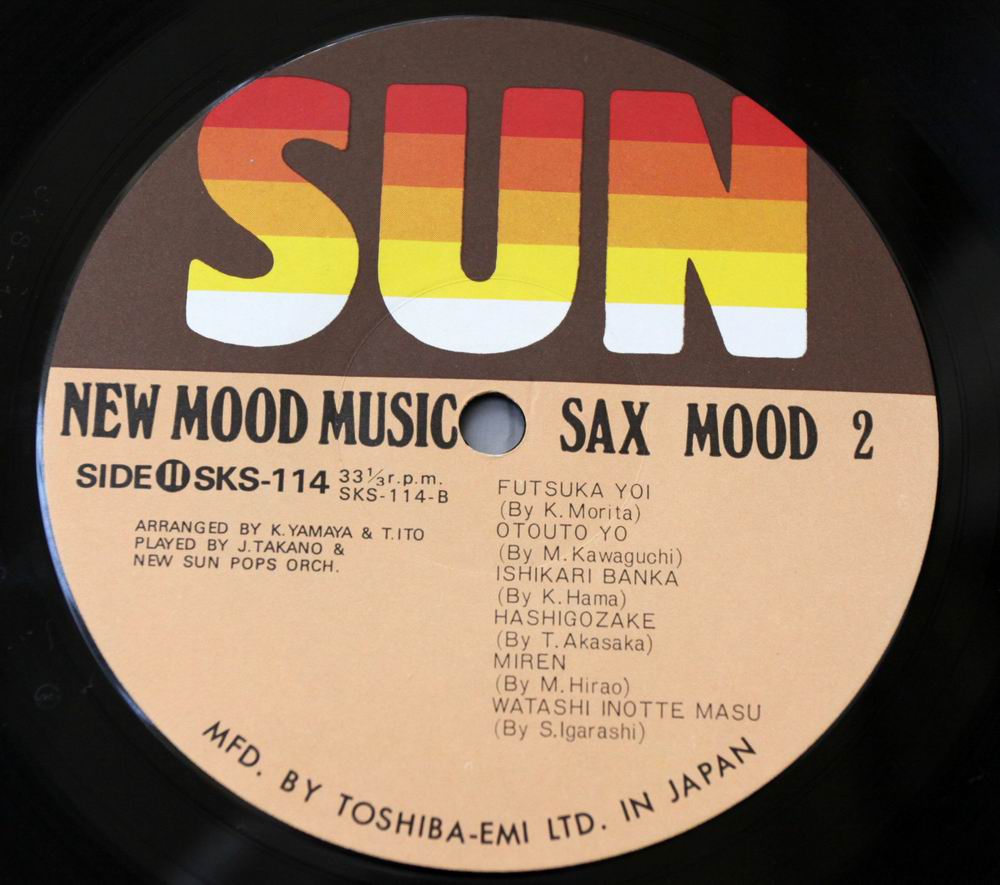 SUN
NEW MOOD MUSIC SAX MOOD 2
SIDE II SKS-114 33⅓r.p.m.
SKS-114-B
ARRANGED BY K.YAMAYA & T.ITO
PLAYED BY J.TAKANO &
NEW SUN POPS ORCH.
FUTSUKA YOI
(By K.Morita)
OTOUTO YO
(By M.Kawaguchi)
ISHIKARI BANKA
(By K.Hama)
HASHIGOZAKE
(By T.Akasaka)
MIREN
(By M.Hirao)
WATASHI INOTTE MASU
(By S.Igarashi)
MFD. BY TOSHIBA-EMI LTD. IN JAPAN